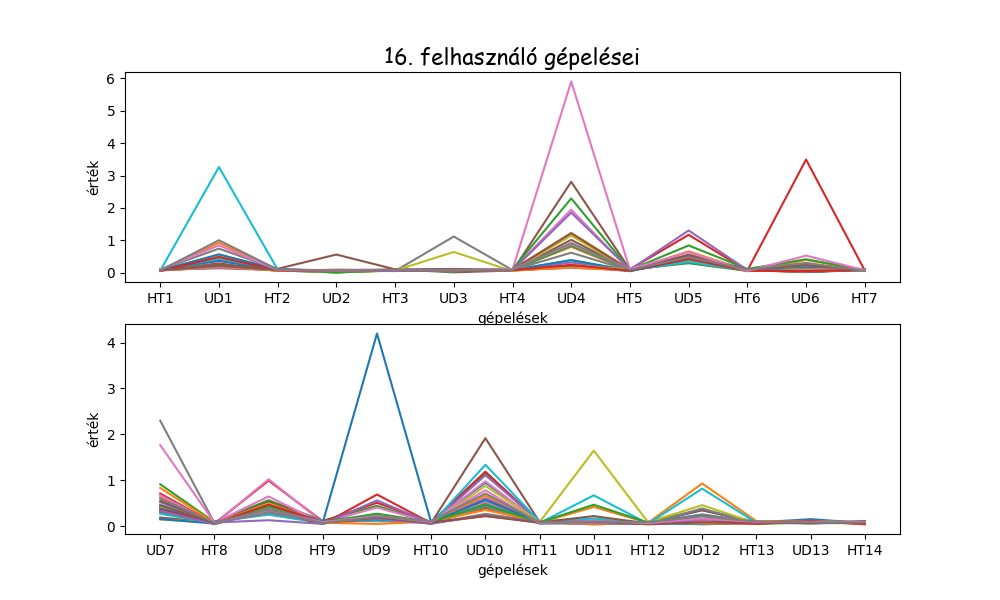 16. felhasználó gépelései
6
5
4
3
2
1
0
érték
HT1 UD1 HT2 UD2 HT3 UD3 HT4 UD4 HT5 UD5 HT6 UD6 HT7
gépelések
4
3
2
1
0
érték
UD7 HT8 UD8 HT9 UD9 HT10 UD10 HT11 UD11 HT12 UD12 HT13 UD13 HT14
gépelések